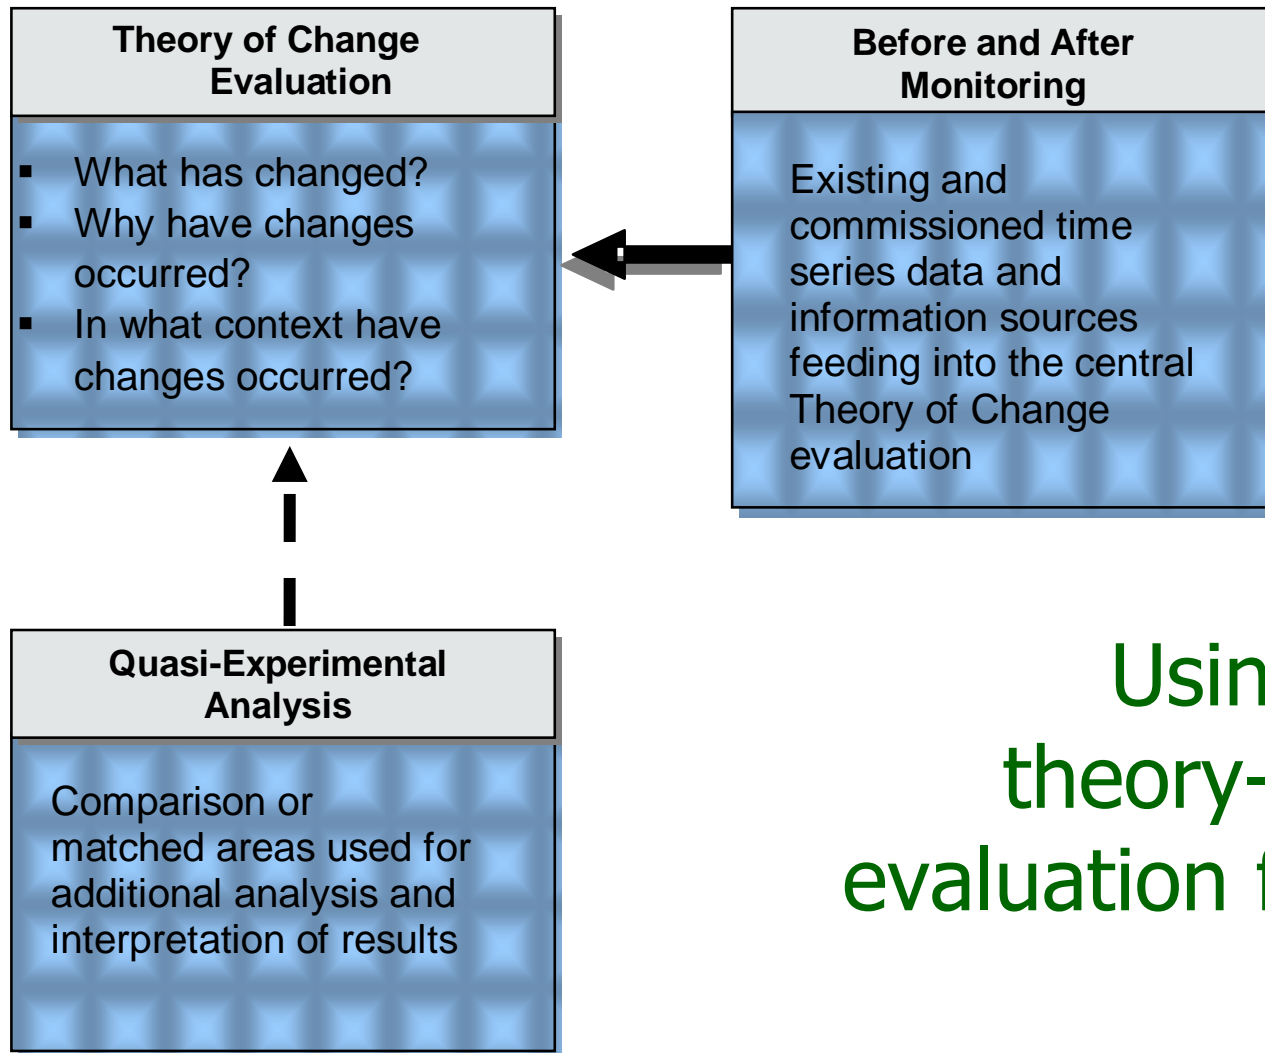 Theory of Change
Evaluation
▪ What has changed?
▪ Why have changes
occurred?
▪ In what context have
changes occurred?
Before and After
Monitoring
Existing and
commissioned time
series data and
information sources
feeding into the central
Theory of Change
evaluation
Quasi-Experimental
Analysis
Comparison or
matched areas used for
additional analysis and
interpretation of results
theory-
evaluation